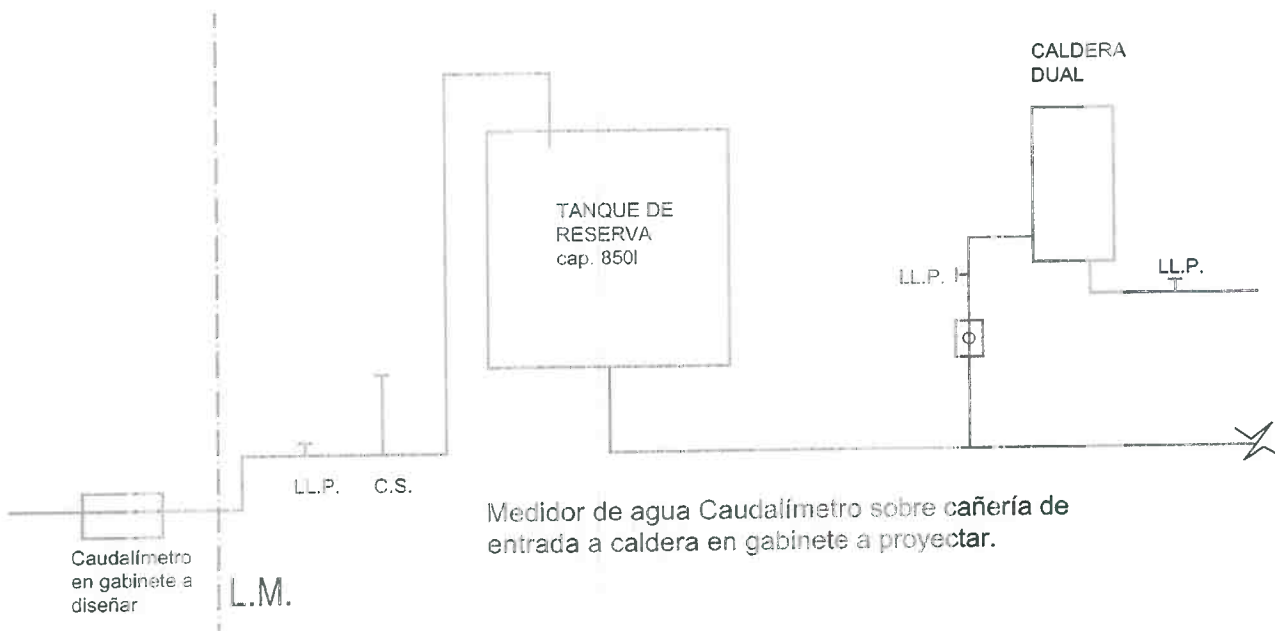 CALDERA
DUAL
TANQUE DE
RESERVA
cap. 850l
LL.P.
LL.P.
LL.P.
C.S.
Medidor de agua Caudalímetro sobre cañería de
entrada a caldera en gabinete a proyectar.
Caudalímetro
en gabinete a
diseñar
L.M.